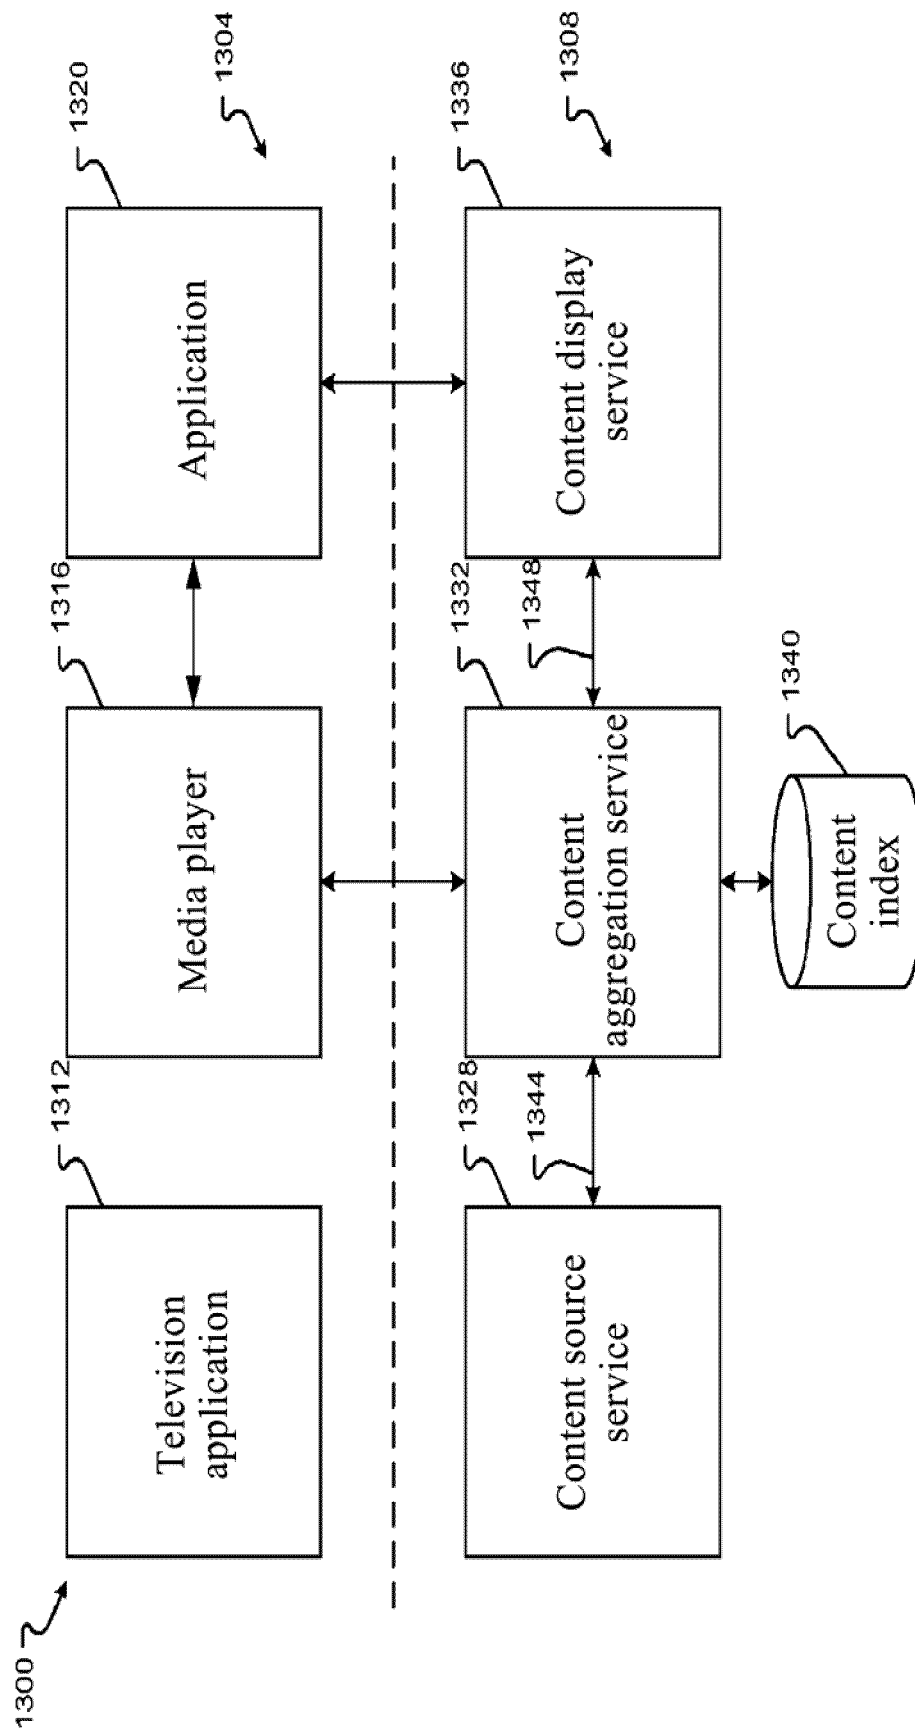 1300
1312
1316
1320
1304
Television
application
Media player
Application
1328
1332
1336
1308
1344
1348
Content source
service
Content
aggregation service
Content display
service
1340
Content
index